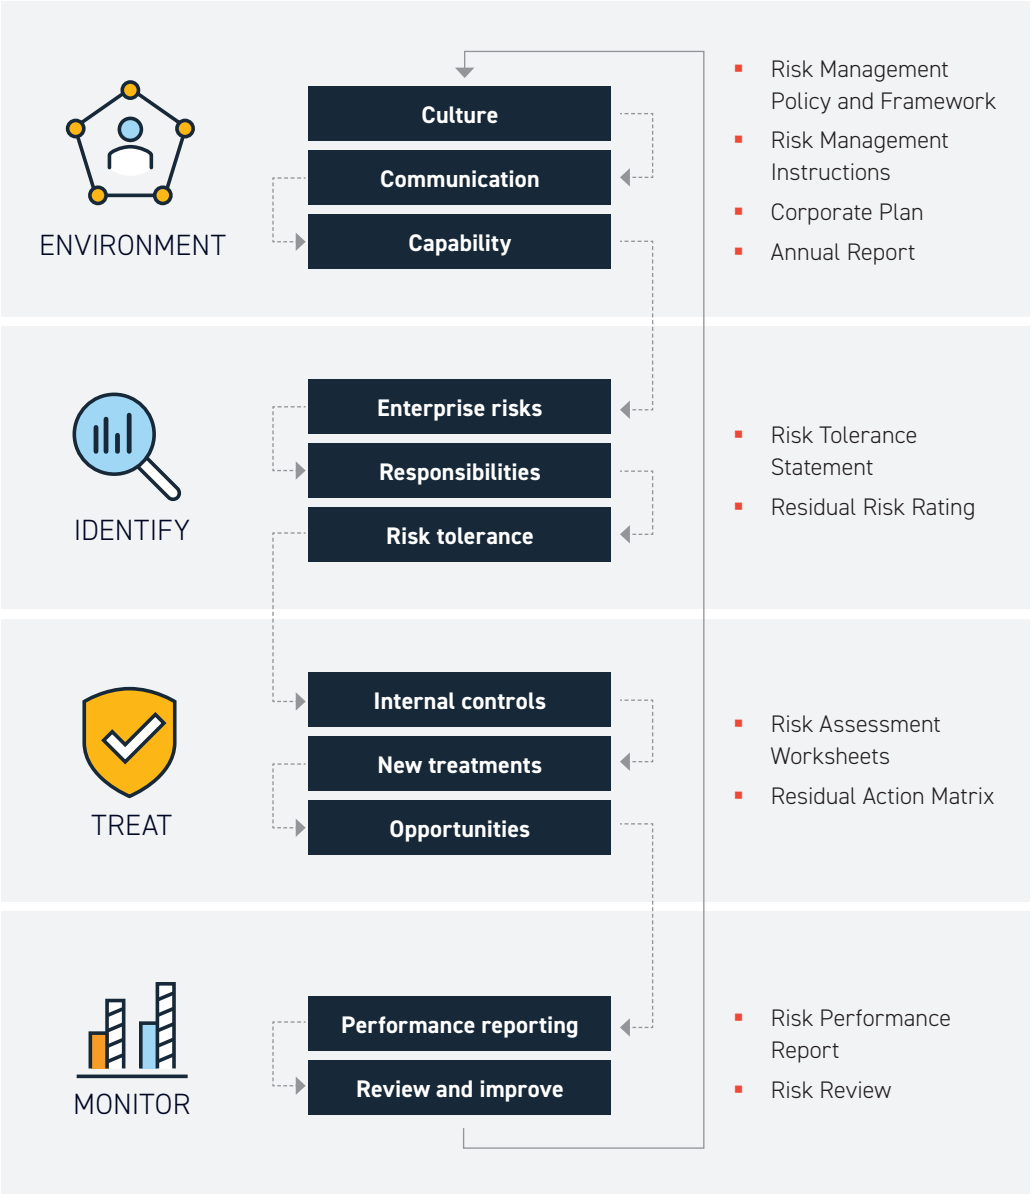 ENVIRONMENT
Culture
Communication
Capability
Risk Management
Policy and Framework
Risk Management
Instructions
Corporate Plan
Annual Report
IDENTIFY
Enterprise risks
Responsibilities
Risk tolerance
Risk Tolerance
Statement
Residual Risk Rating
TREAT
Internal controls
New treatments
Opportunities
Risk Assessment
Worksheets
Residual Action Matrix
MONITOR
Performance reporting
Review and improve
Risk Performance
Report
Risk Review